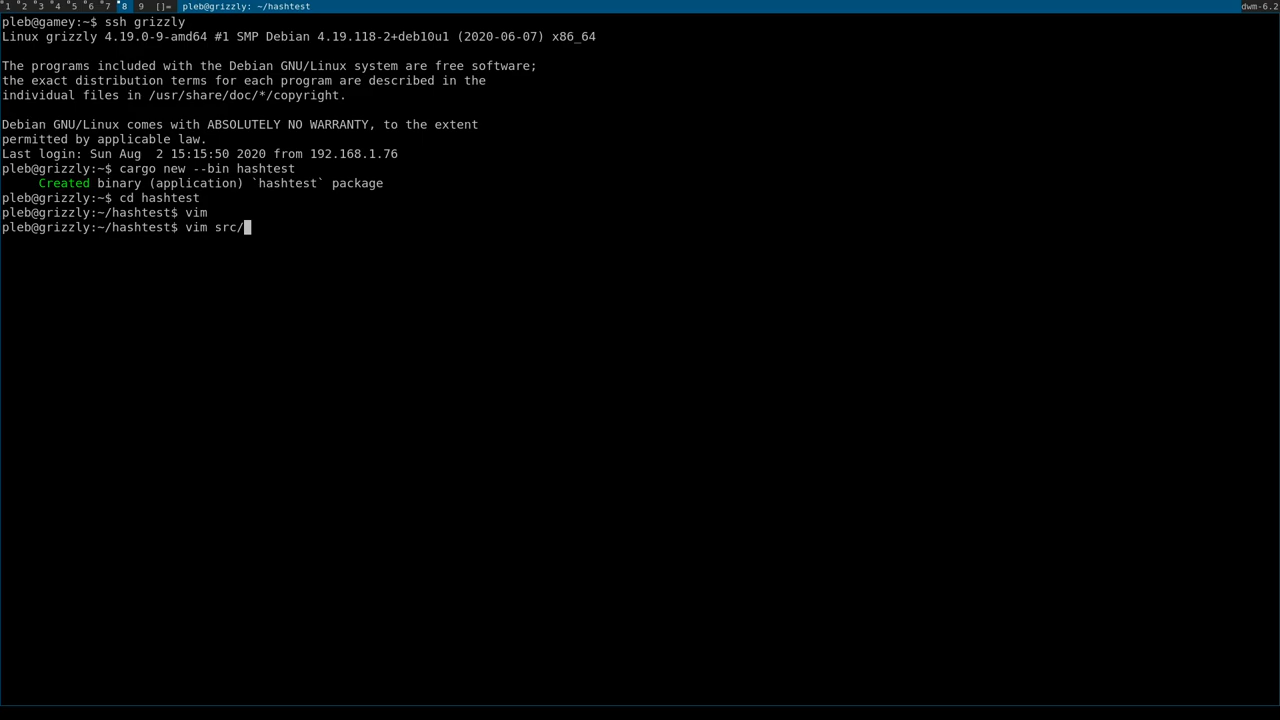 1 2 3 4 5 6 7 8 9 []= pleb@grizzly: ~/hashtest dwm-6.2
pleb@gamey:~$ ssh grizzly
Linux grizzly 4.19.0-9-amd64 #1 SMP Debian 4.19.118-2+deb10u1 (2020-06-07) x86_64
The programs included with the Debian GNU/Linux system are free software;
the exact distribution terms for each program are described in the
individual files in /usr/share/doc/*/copyright.
Debian GNU/Linux comes with ABSOLUTELY NO WARRANTY, to the extent
permitted by applicable law.
Last login: Sun Aug  2 15:15:50 2020 from 192.168.1.76
pleb@grizzly:~$ cargo new --bin hashtest
     Created binary (application) `hashtest` package
pleb@grizzly:~$ cd hashtest
pleb@grizzly:~/hashtest$ vim
pleb@grizzly:~/hashtest$ vim src/